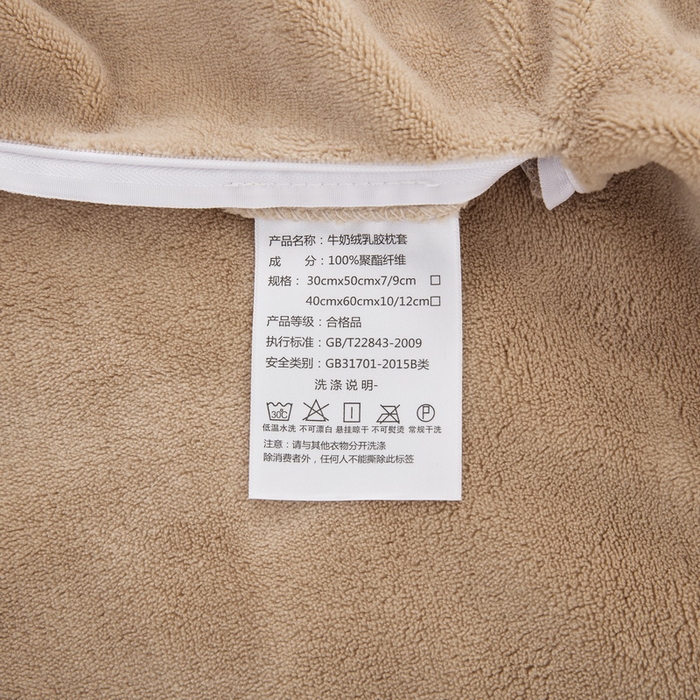 产品名称：牛奶绒乳胶枕套
成 分：100%聚酯纤维
规格： 30cmx50cmx7/9cm □
40cmx60cmx10/12cm□
产品等级：合格品
执行标准：GB/T22843-2009
安全类别：GB31701-2015B类
洗涤说明-
30C P
低温水洗 不可漂白 悬挂晾干 不可熨烫 常规干洗
注意：请与其他衣物分开洗涤
除消费者外，任何人不能撕除此标签